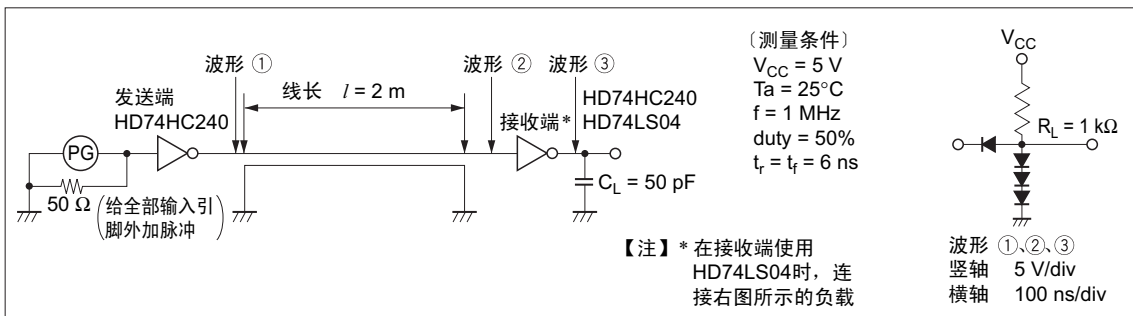 波形 ①
线长 l = 2 m
波形 ② 波形 ③
发送端
HD74HC240
PG
50 Ω
(给全部输入引
脚外加脉冲)
接收端*
HD74HC240
HD74LS04
C_L = 50 pF
〔测量条件〕
V_CC = 5 V
Ta = 25°C
f = 1 MHz
duty = 50%
t_r = t_f = 6 ns
V_CC
R_L = 1 kΩ
【注】* 在接收端使用
HD74LS04时，连
接右图所示的负载
波形 ①、②、③
竖轴 5 V/div
横轴 100 ns/div